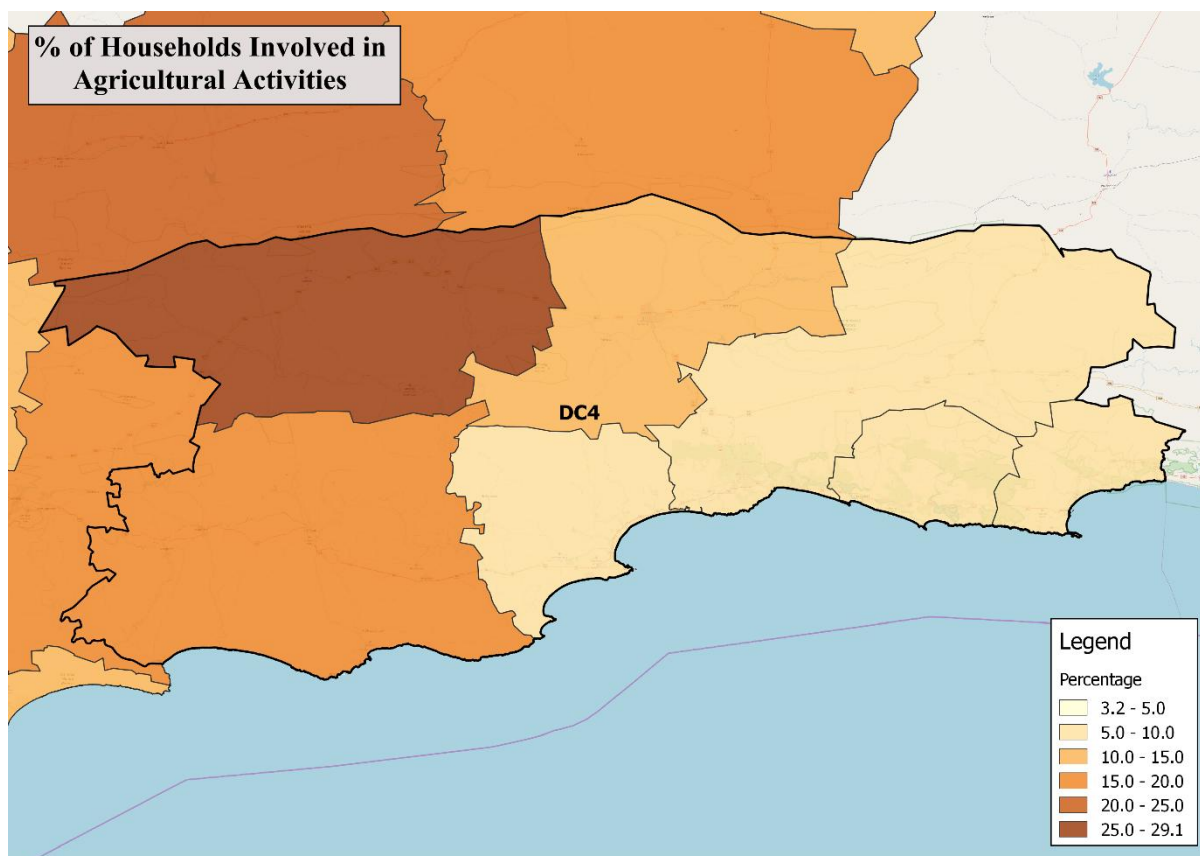 % of Households Involved in
Agricultural Activities
DC4
Legend
Percentage
3.2 - 5.0
5.0 - 10.0
10.0 - 15.0
15.0 - 20.0
20.0 - 25.0
25.0 - 29.1